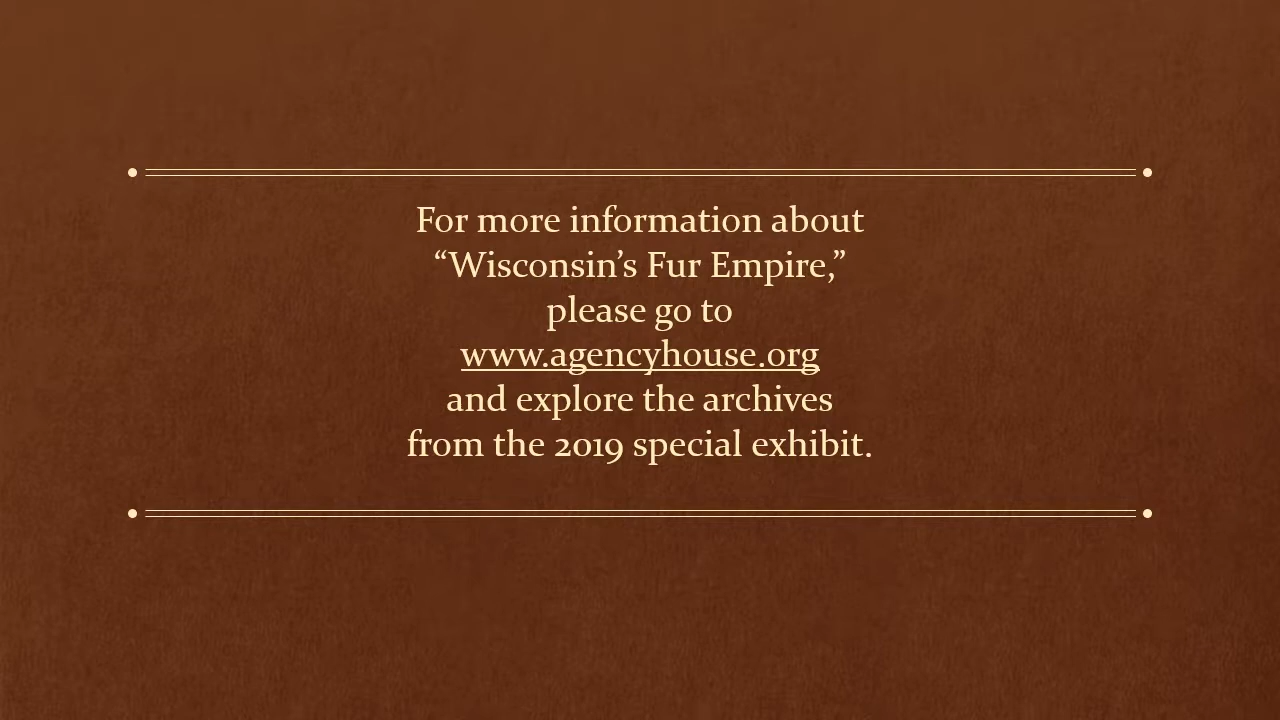 For more information about
“Wisconsin’s Fur Empire,”
please go to
www.agencyhouse.org
and explore the archives
from the 2019 special exhibit.